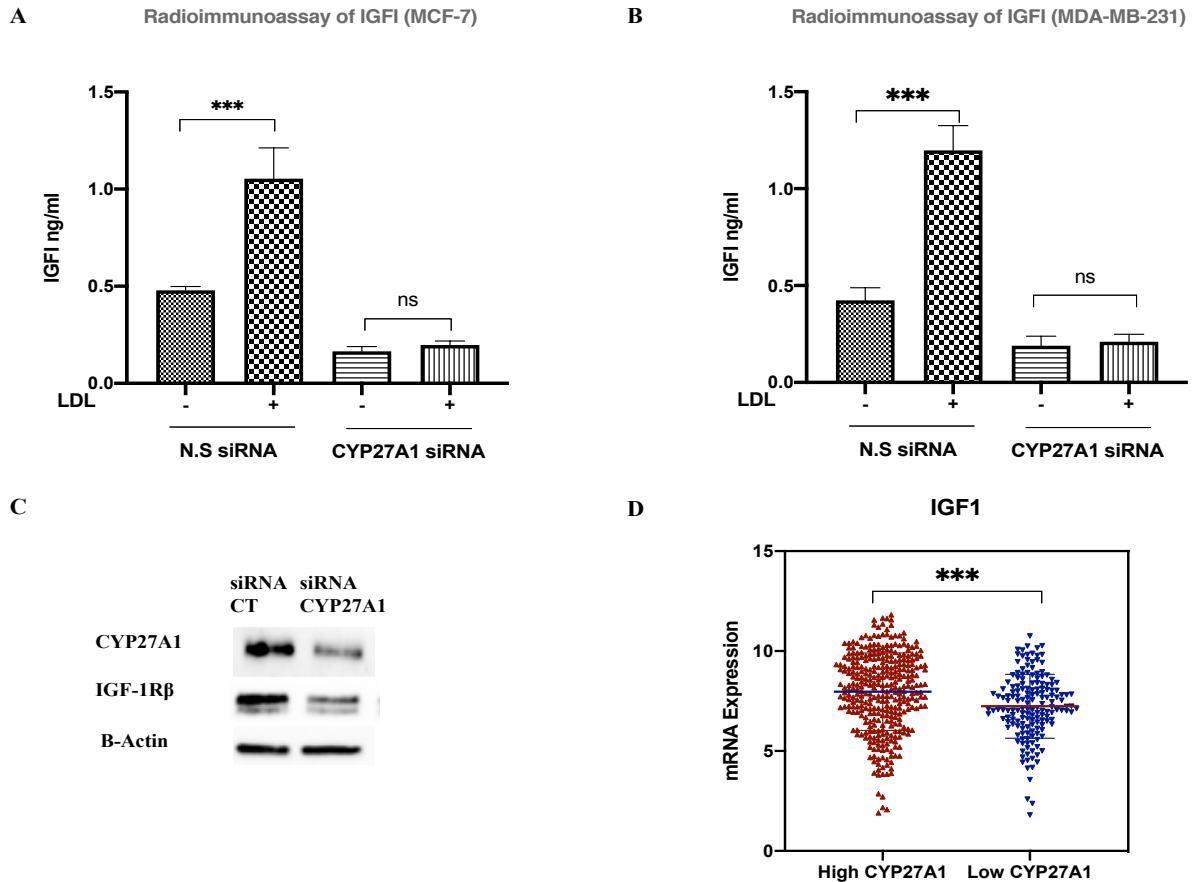 A
Radioimmunoassay of IGFI (MCF-7)
IGFI ng/ml
1.5
1.0
0.5
0.0
***
ns
LDL
-
+
-
+
N.S siRNA
CYP27A1 siRNA
B
Radioimmunoassay of IGFI (MDA-MB-231)
IGFI ng/ml
1.5
1.0
0.5
0.0
***
ns
LDL
-
+
-
+
N.S siRNA
CYP27A1 siRNA
C
siRNA
CT
siRNA
CYP27A1
CYP27A1
IGF-1Rβ
B-Actin
D
IGF1
mRNA Expression
15
10
5
0
***
High CYP27A1
Low CYP27A1